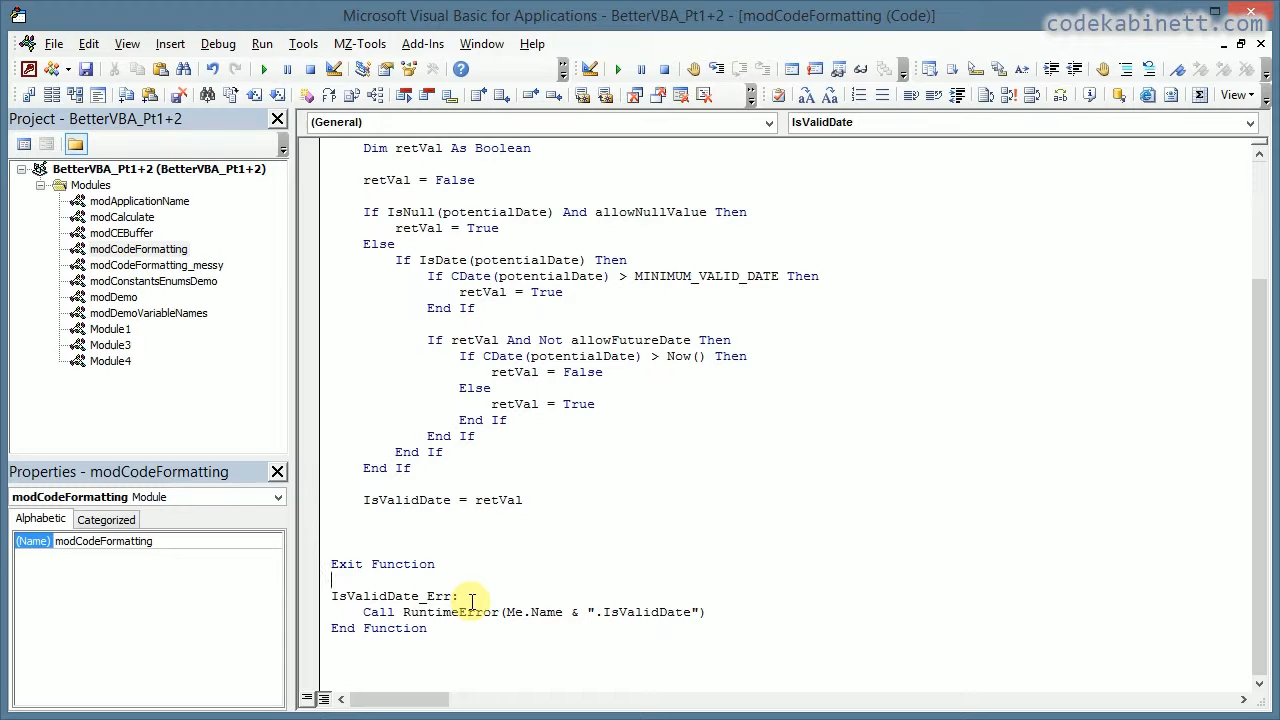 Microsoft Visual Basic for Applications - BetterVBA_Pt1+2 - [modCodeFormatting (Code)]
codekabinett.com
File Edit View Insert Format Debug Run Tools MZ-Tools Add-Ins Window Help
View
Project - BetterVBA_Pt1+2
BetterVBA_Pt1+2 (BetterVBA_Pt1+2)
Modules
modApplicationName
modCalculate
modCEBuffer
modCodeFormatting
modCodeFormatting_messy
modConstantsEnumsDemo
modDemo
modDemoVariableNames
Module1
Module3
Module4
Properties - modCodeFormatting
modCodeFormatting Module
Alphabetic Categorized
(Name) modCodeFormatting
(General) IsValidDate
Dim retVal As Boolean
retVal = False
If IsNull(potentialDate) And allowNullValue Then
retVal = True
Else
If IsDate(potentialDate) Then
If CDate(potentialDate) > MINIMUM_VALID_DATE Then
retVal = True
End If
If retVal And Not allowFutureDate Then
If CDate(potentialDate) > Now() Then
retVal = False
Else
retVal = True
End If
End If
End If
End If
IsValidDate = retVal
Exit Function
IsValidDate_Err:
Call RuntimeError(Me.Name & ".IsValidDate")
End Function